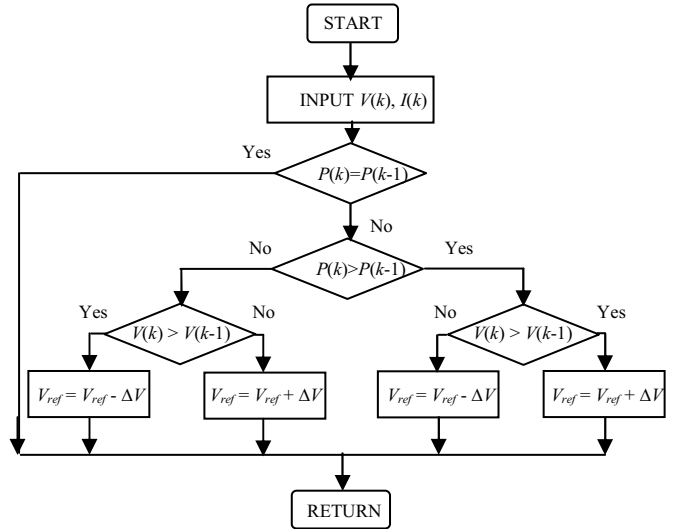 START
INPUT V(k), I(k)
Yes
P(k)=P(k-1)
No
No
P(k)>P(k-1)
Yes
Yes
V(k) > V(k-1)
No
No
V(k) > V(k-1)
Yes
Vref = Vref - ΔV
Vref = Vref + ΔV
Vref = Vref - ΔV
Vref = Vref + ΔV
RETURN